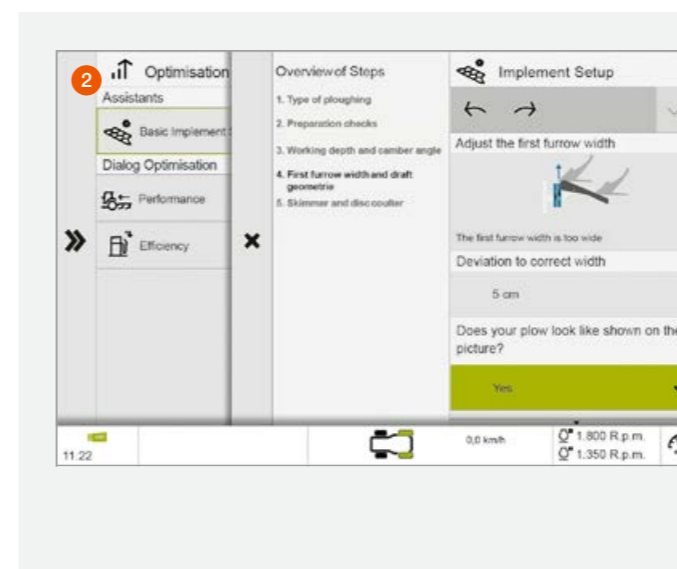 2
Optimisation
Assistants
Basic Implement
Dialog Optimisation
Performance
Efficiency
Overview of Steps
1. Type of ploughing
2. Preparation checks
3. Working depth and camber angle
4. First furrow width and draft
geometrie
5. Skimmer and disc coulter
Implement Setup
Adjust the first furrow width
The first furrow width is too wide
Deviation to correct width
5 cm
Does your plow look like shown on the
picture?
Yes
11.22
0,0 km/h
1.800 R.p.m.
1.350 R.p.m.